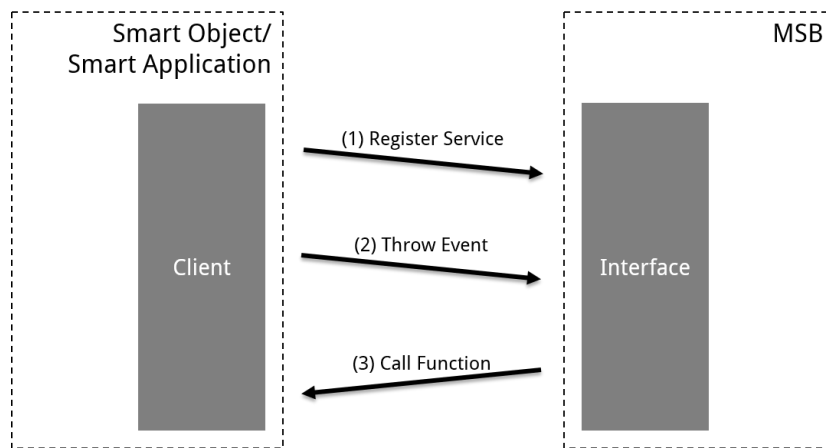 Smart Object/
Smart Application
MSB
(1) Register Service
(2) Throw Event
Client
Interface
(3) Call Function